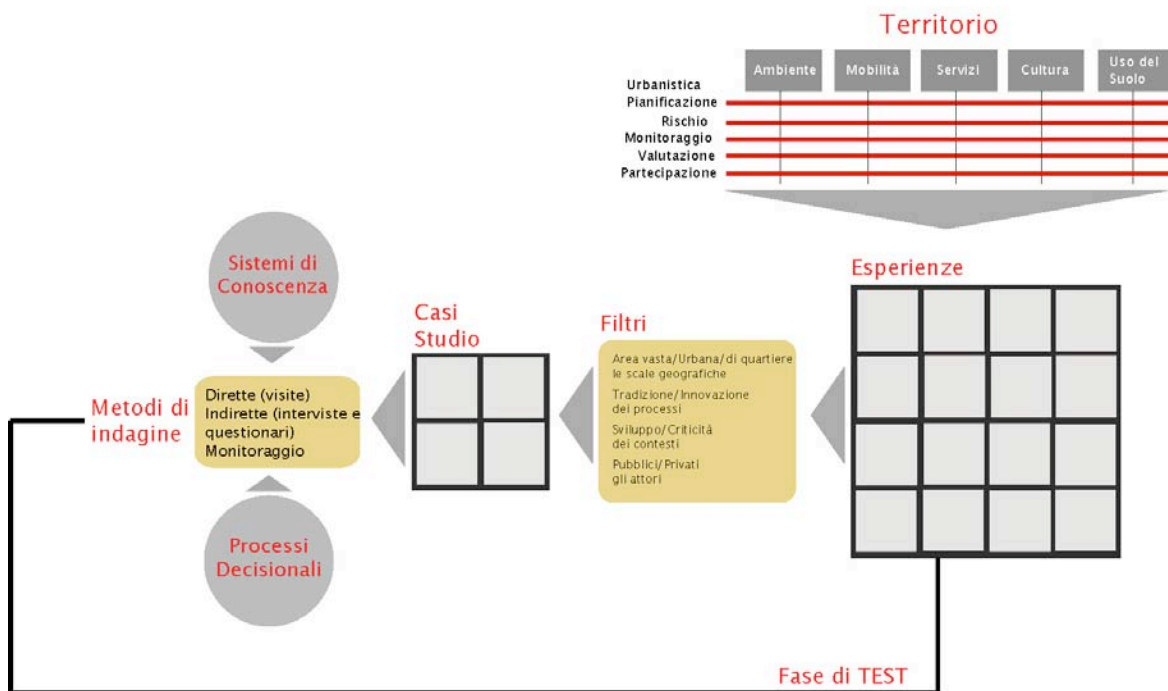 Territorio
Ambiente
Mobilità
Servizi
Cultura
Uso del
Suolo
Urbanistica
Pianificazione
Rischio
Monitoraggio
Valutazione
Partecipazione
Sistemi di
Conoscenza
Metodi di
indagine
Dirette (visite)
Indirette (interviste e
questionari)
Monitoraggio
Processi
Decisionali
Casi
Studio
Filtri
Area vasta/Urbana/di quartiere
le scale geografiche
Tradizione/Innovazione
dei processi
Sviluppo/Criticità
dei contesti
Pubblici/Privati
gli attori
Esperienze
Fase di TEST